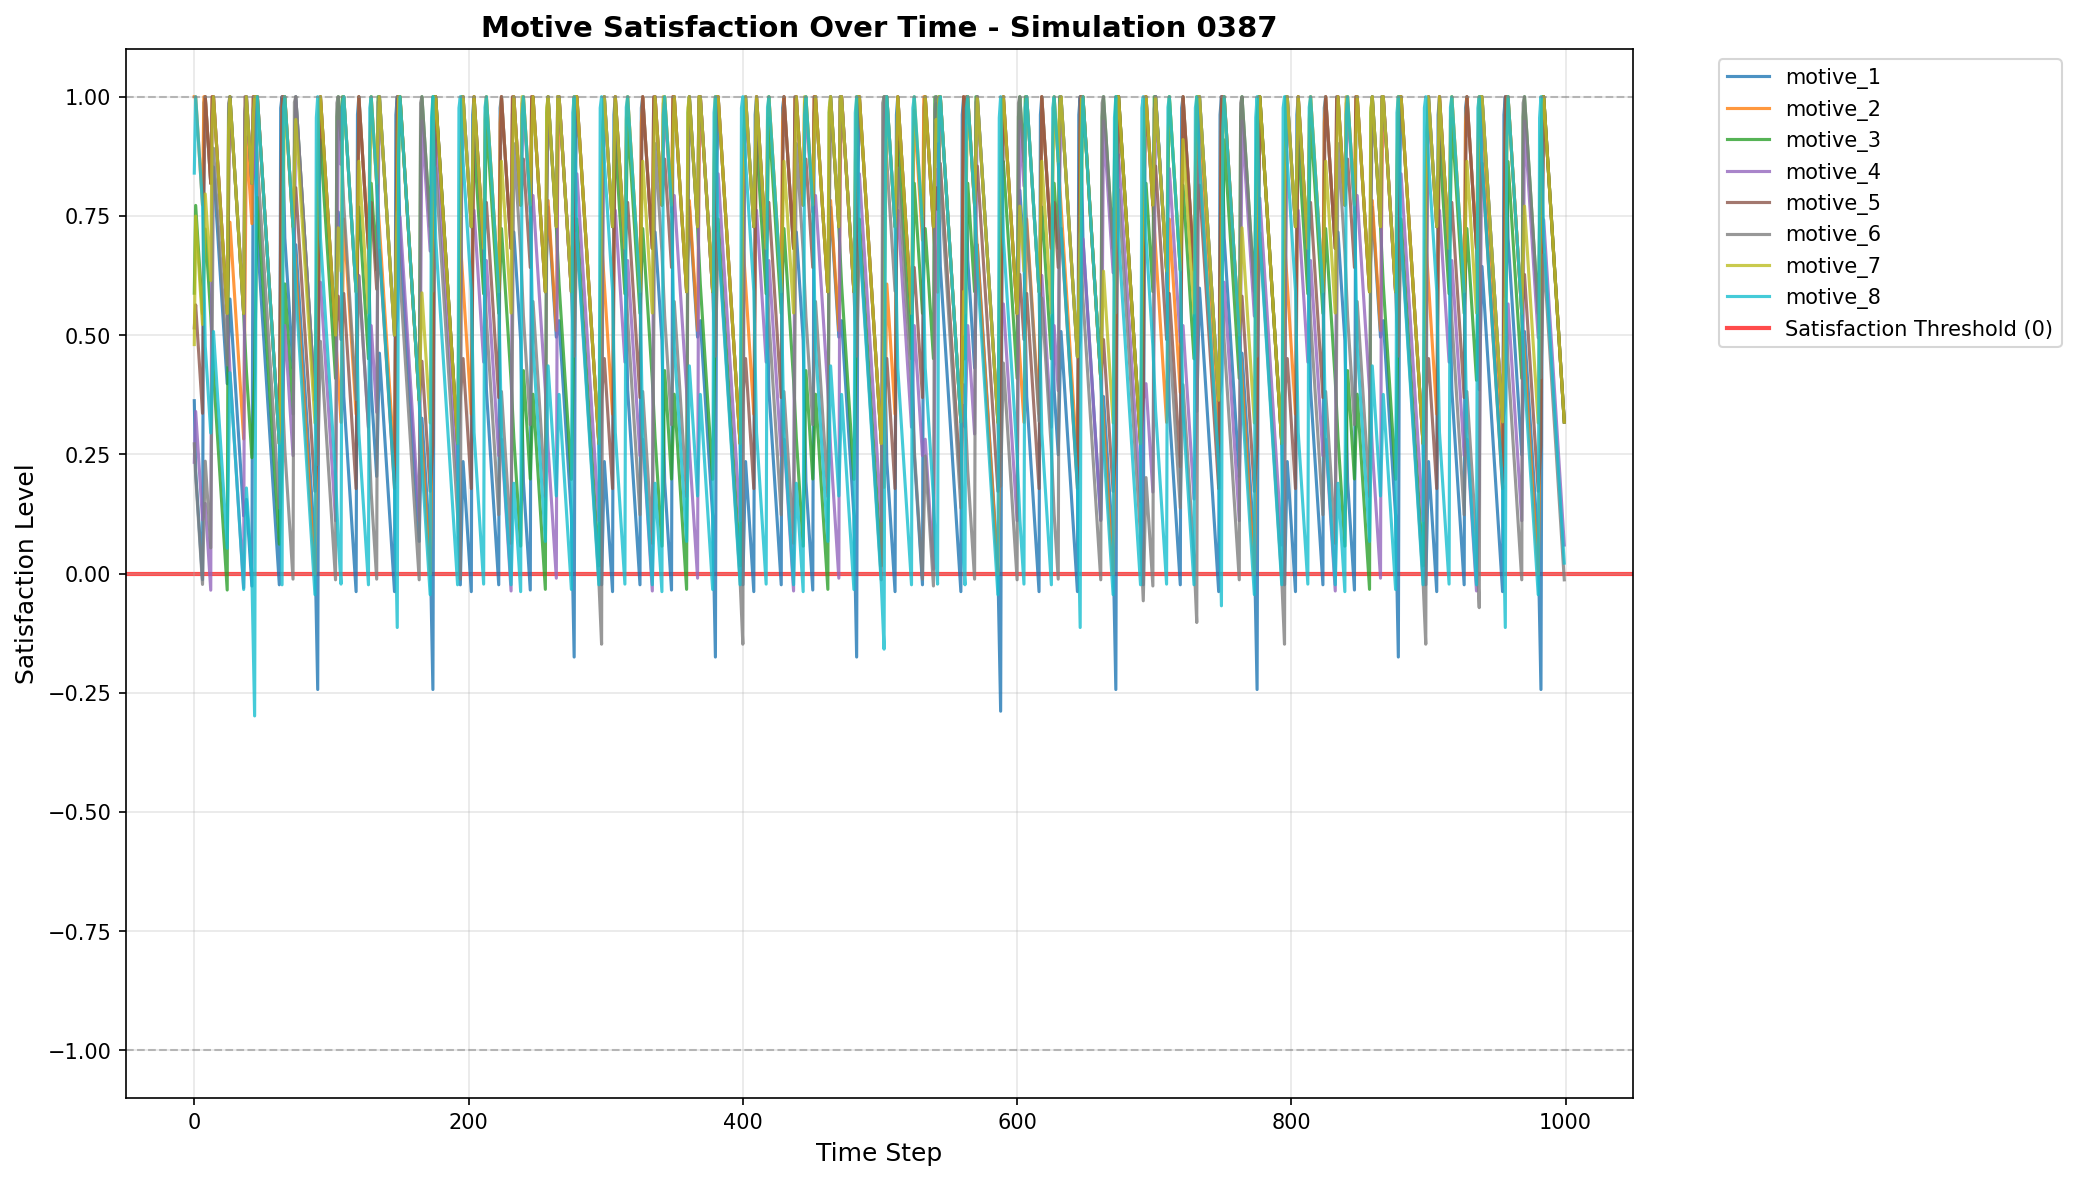 Motive Satisfaction Over Time - Simulation 0387
Satisfaction Level
1.00
0.75
0.50
0.25
0.00
−0.25
−0.50
−0.75
−1.00
0
200
400
600
800
1000
Time Step
motive_1
motive_2
motive_3
motive_4
motive_5
motive_6
motive_7
motive_8
Satisfaction Threshold (0)